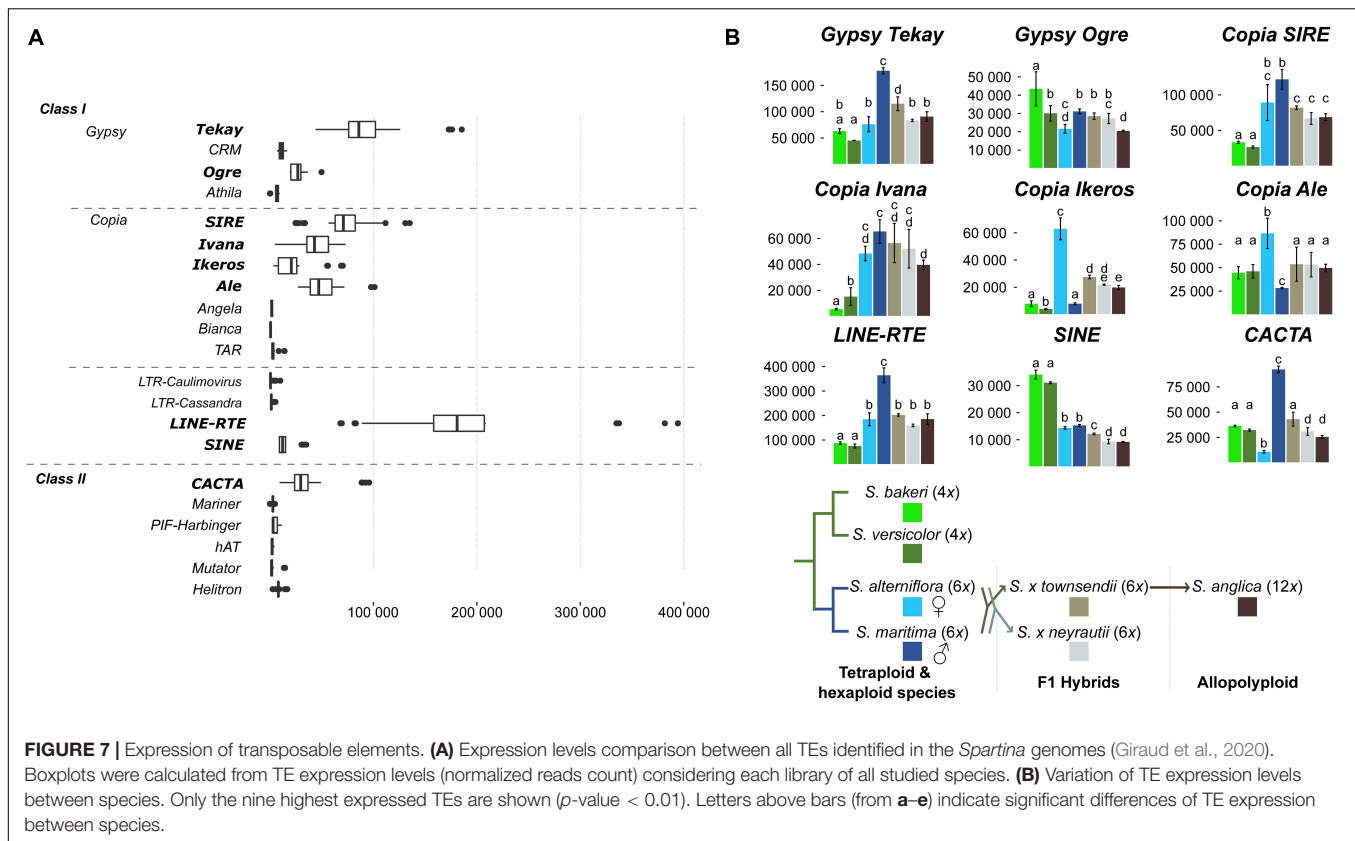 A
Class I
Gypsy
Tekay
CRM
Ogre
Athila
Copia
SIRE
Ivana
Ikeros
Ale
Angela
Bianca
TAR
LTR-Caulimovirus
LTR-Cassandra
LINE-RTE
SINE
Class II
CACTA
Mariner
PIF-Harbinger
hAT
Mutator
Helitron
100 000 200 000 300 000 400 000
B
Gypsy Tekay
150 000
100 000
50 000
b a a b c d b b
Gypsy Ogre
50 000
40 000
30 000
20 000
10 000
a b c d b b b c d
Copia SIRE
100 000
50 000
a a b c b c c c
Copia Ivana
80 000
60 000
40 000
20 000
a b c d c c d c d d
Copia Ikeros
60 000
40 000
20 000
a b c a d d e e
Copia Ale
100 000
75 000
50 000
25 000
a a b c a a a
LINE-RTE
400 000
300 000
200 000
100 000
a a b c b b b
SINE
30 000
20 000
10 000
a a b b c d d
CACTA
75 000
50 000
25 000
a a b c a d d
S. bakeri (4x)
S. versicolor (4x)
S. alterniflora (6x)
♀
S. maritima (6x)
♂
S. x townsendii (6x)
S. x neyrautii (6x)
S. anglica (12x)
Tetraploid &
hexaploid species
F1 Hybrids
Allopolyploid
FIGURE 7 | Expression of transposable elements. (A) Expression levels comparison between all TEs identified in the Spartina genomes (Giraud et al., 2020).
Boxplots were calculated from TE expression levels (normalized reads count) considering each library of all studied species. (B) Variation of TE expression levels
between species. Only the nine highest expressed TEs are shown (p-value < 0.01). Letters above bars (from a–e) indicate significant differences of TE expression
between species.